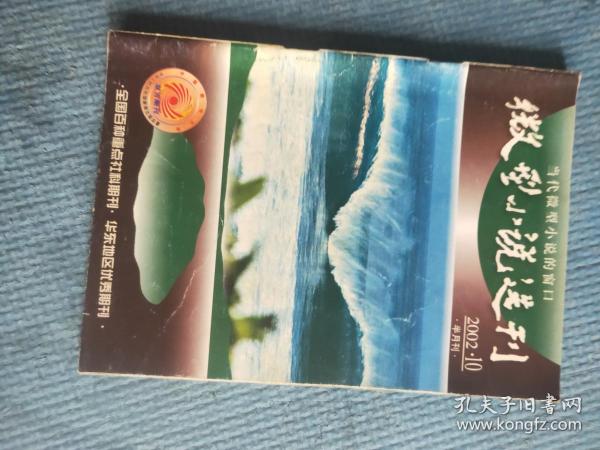 当代微型小说的窗口
微型小说选刊
2002·10
·半月刊·
·全国百种重点社科期刊·华东地区优秀期刊·
孔夫子旧书网
www.kongfz.com